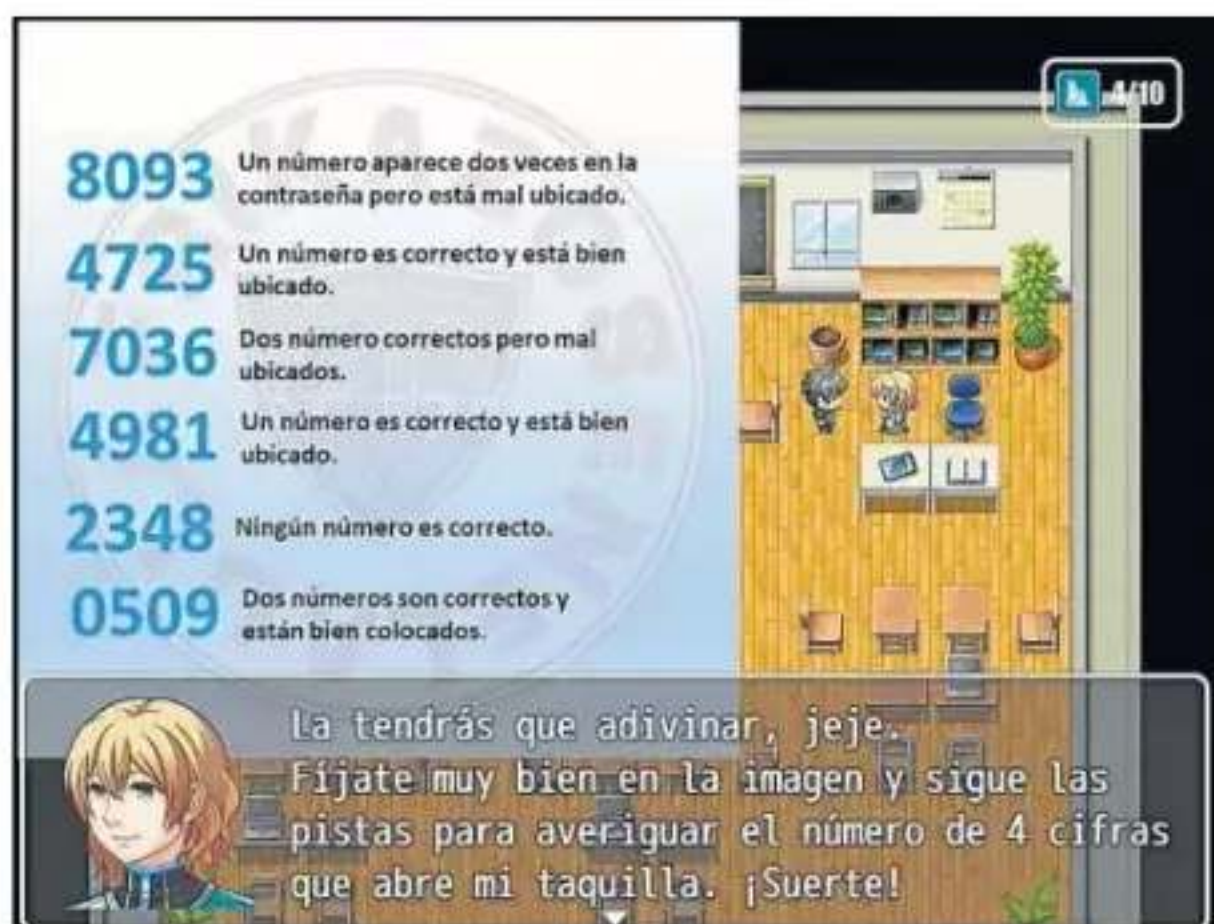 4/10
8093 Un número aparece dos veces en la
contraseña pero está mal ubicado.
4725 Un número es correcto y está bien
ubicado.
7036 Dos número correctos pero mal
ubicados.
4981 Un número es correcto y está bien
ubicado.
2348 Ningún número es correcto.
0509 Dos números son correctos y
están bien colocados.
La tendrás que adivinar, jeje.
Fíjate muy bien en la imagen y sigue las
pistas para averiguar el número de 4 cifras
que abre mi taquilla. ¡Suerte!